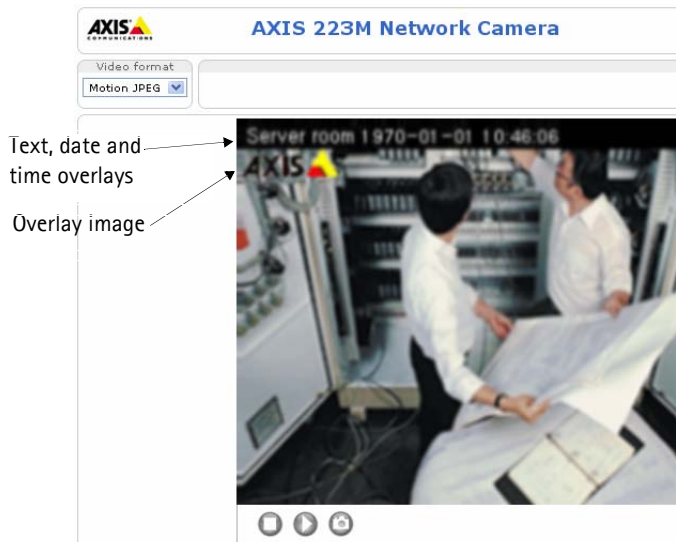 AXIS
COMMUNICATIONS
AXIS 223M Network Camera
Video format
Motion JPEG
Text, date and
time overlays
Server room 1970-01-01 10:46:06
AXIS
Overlay image